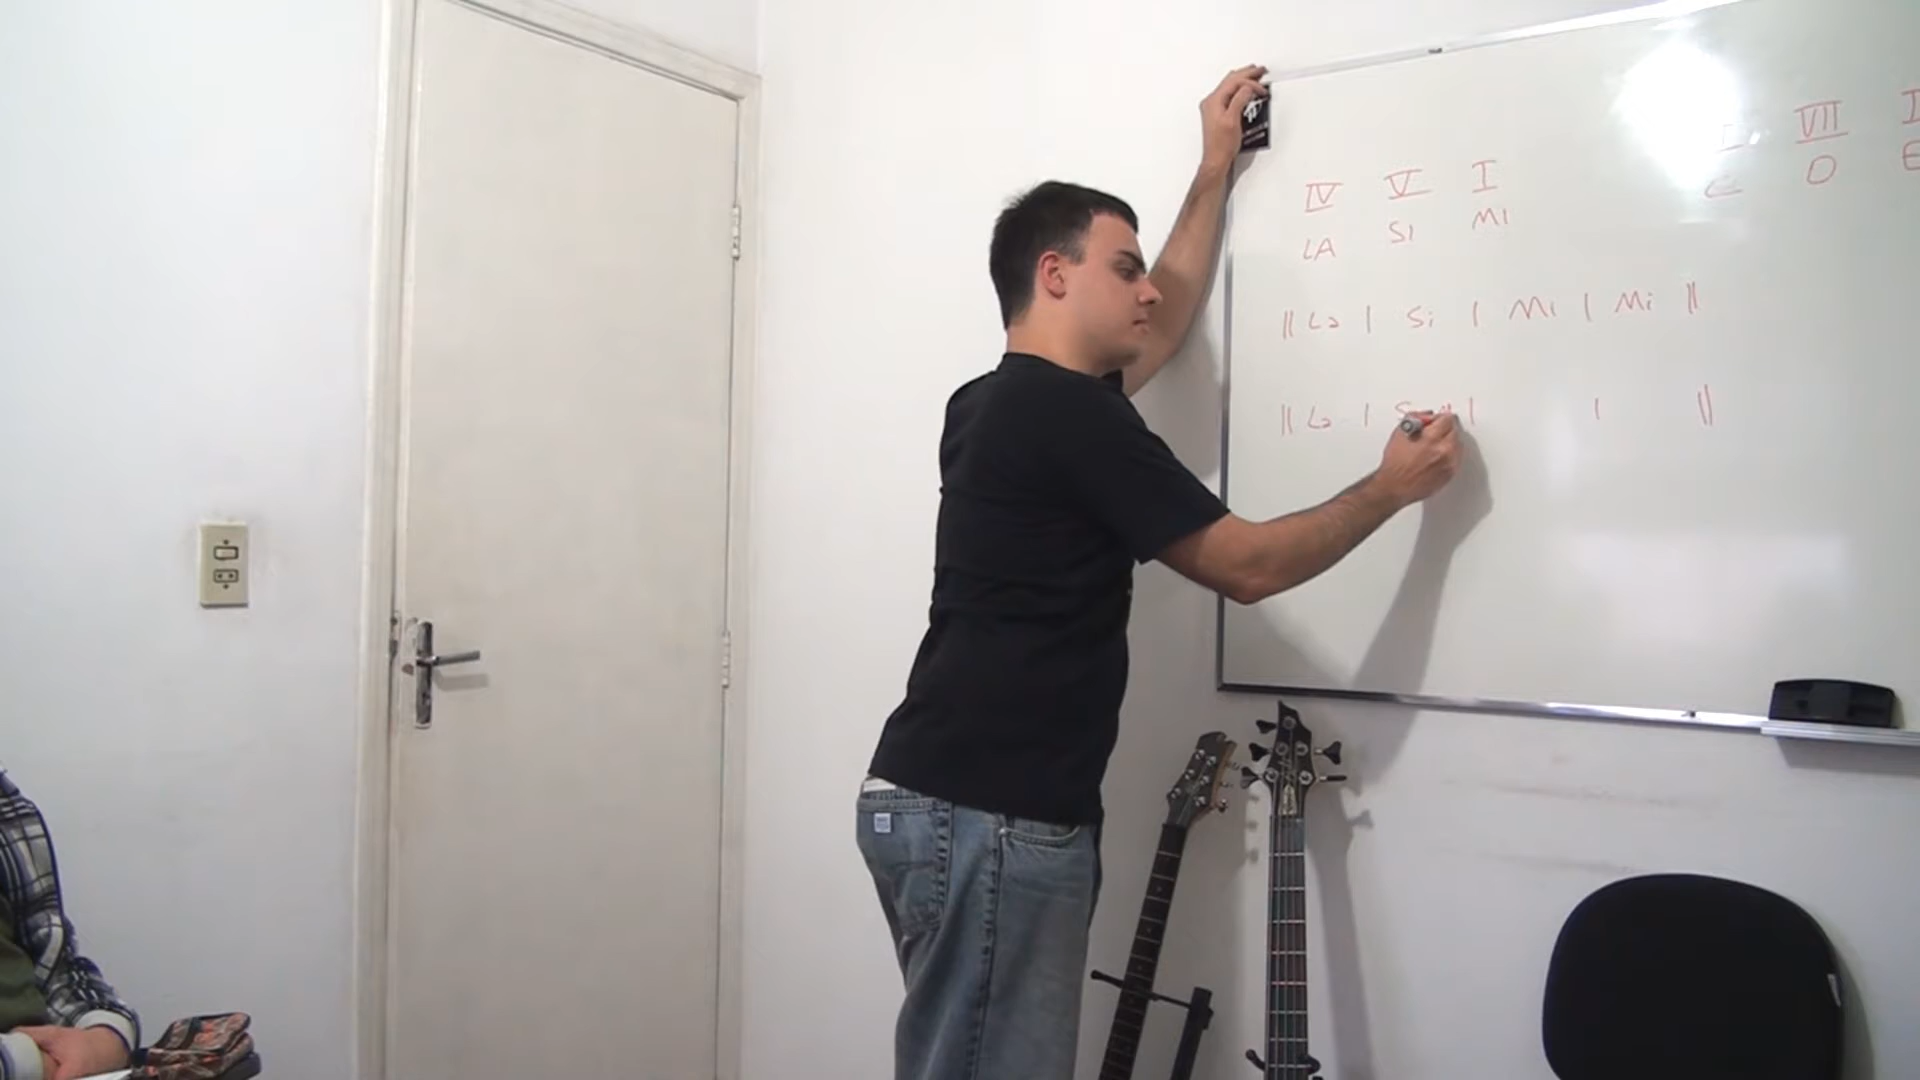 IV V I
LA SI MI
|| La | Si | Mi | Mi ||
|| La | | | ||
VII
D